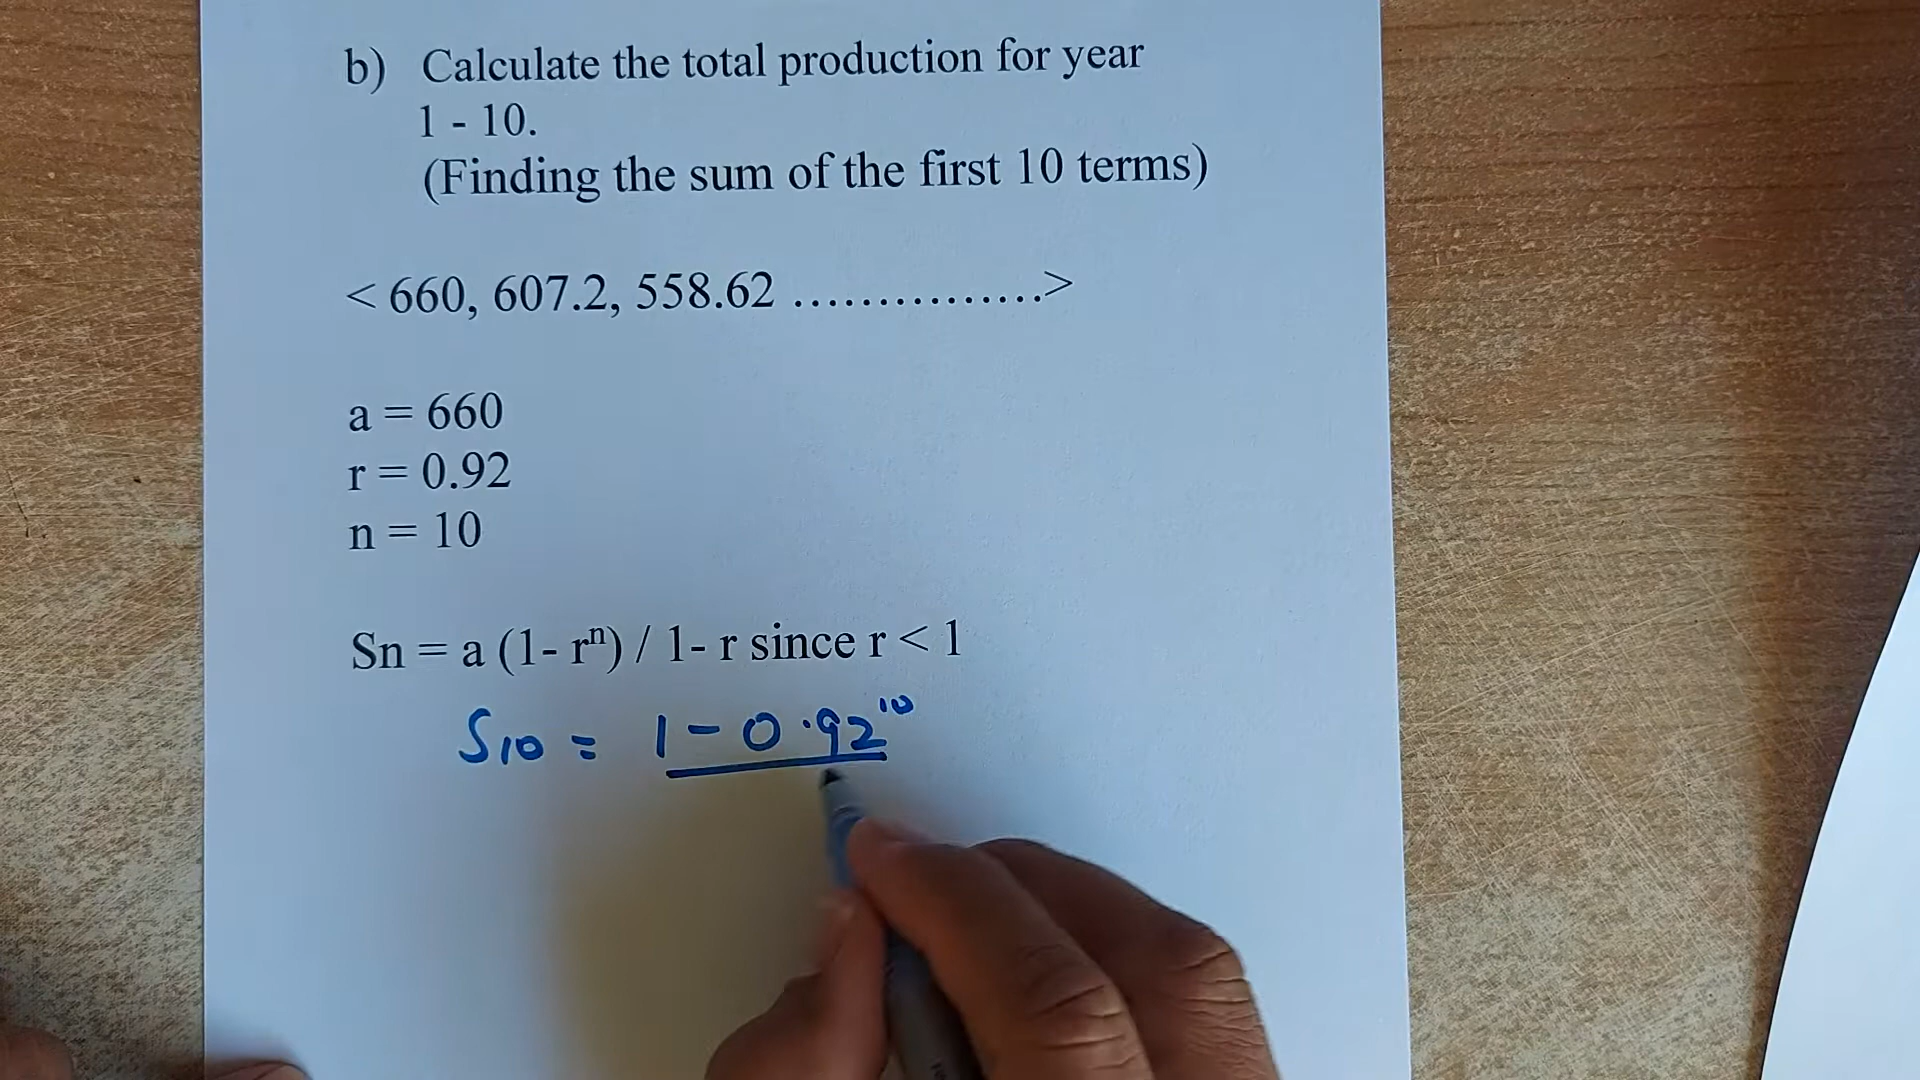 b) Calculate the total production for year
1 - 10.
(Finding the sum of the first 10 terms)
< 660, 607.2, 558.62 ...............>
a = 660
r = 0.92
n = 10
Sn = a (1- rⁿ) / 1- r since r < 1
S₁₀ = 1 - 0.92¹⁰